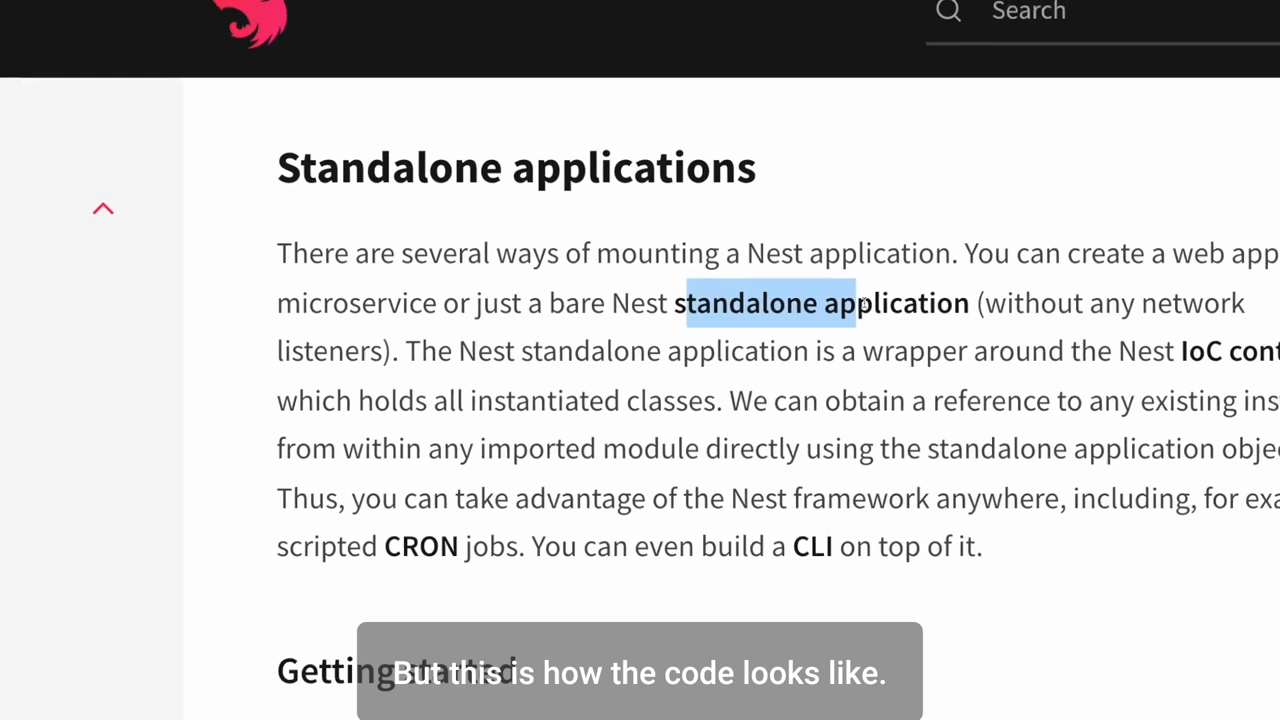 Search
Standalone applications
There are several ways of mounting a Nest application. You can create a web app
microservice or just a bare Nest standalone application (without any network
listeners). The Nest standalone application is a wrapper around the Nest IoC cont
which holds all instantiated classes. We can obtain a reference to any existing ins
from within any imported module directly using the standalone application obje
Thus, you can take advantage of the Nest framework anywhere, including, for exa
scripted CRON jobs. You can even build a CLI on top of it.
Getting started
But this is how the code looks like.